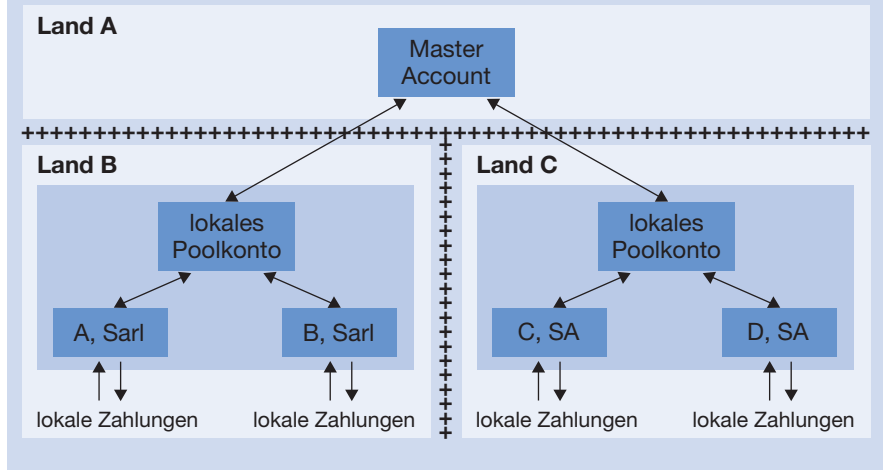 Land A
Master
Account
Land B
Land C
lokales
Poolkonto
lokales
Poolkonto
A, Sarl
B, Sarl
C, SA
D, SA
lokale Zahlungen
lokale Zahlungen
lokale Zahlungen
lokale Zahlungen